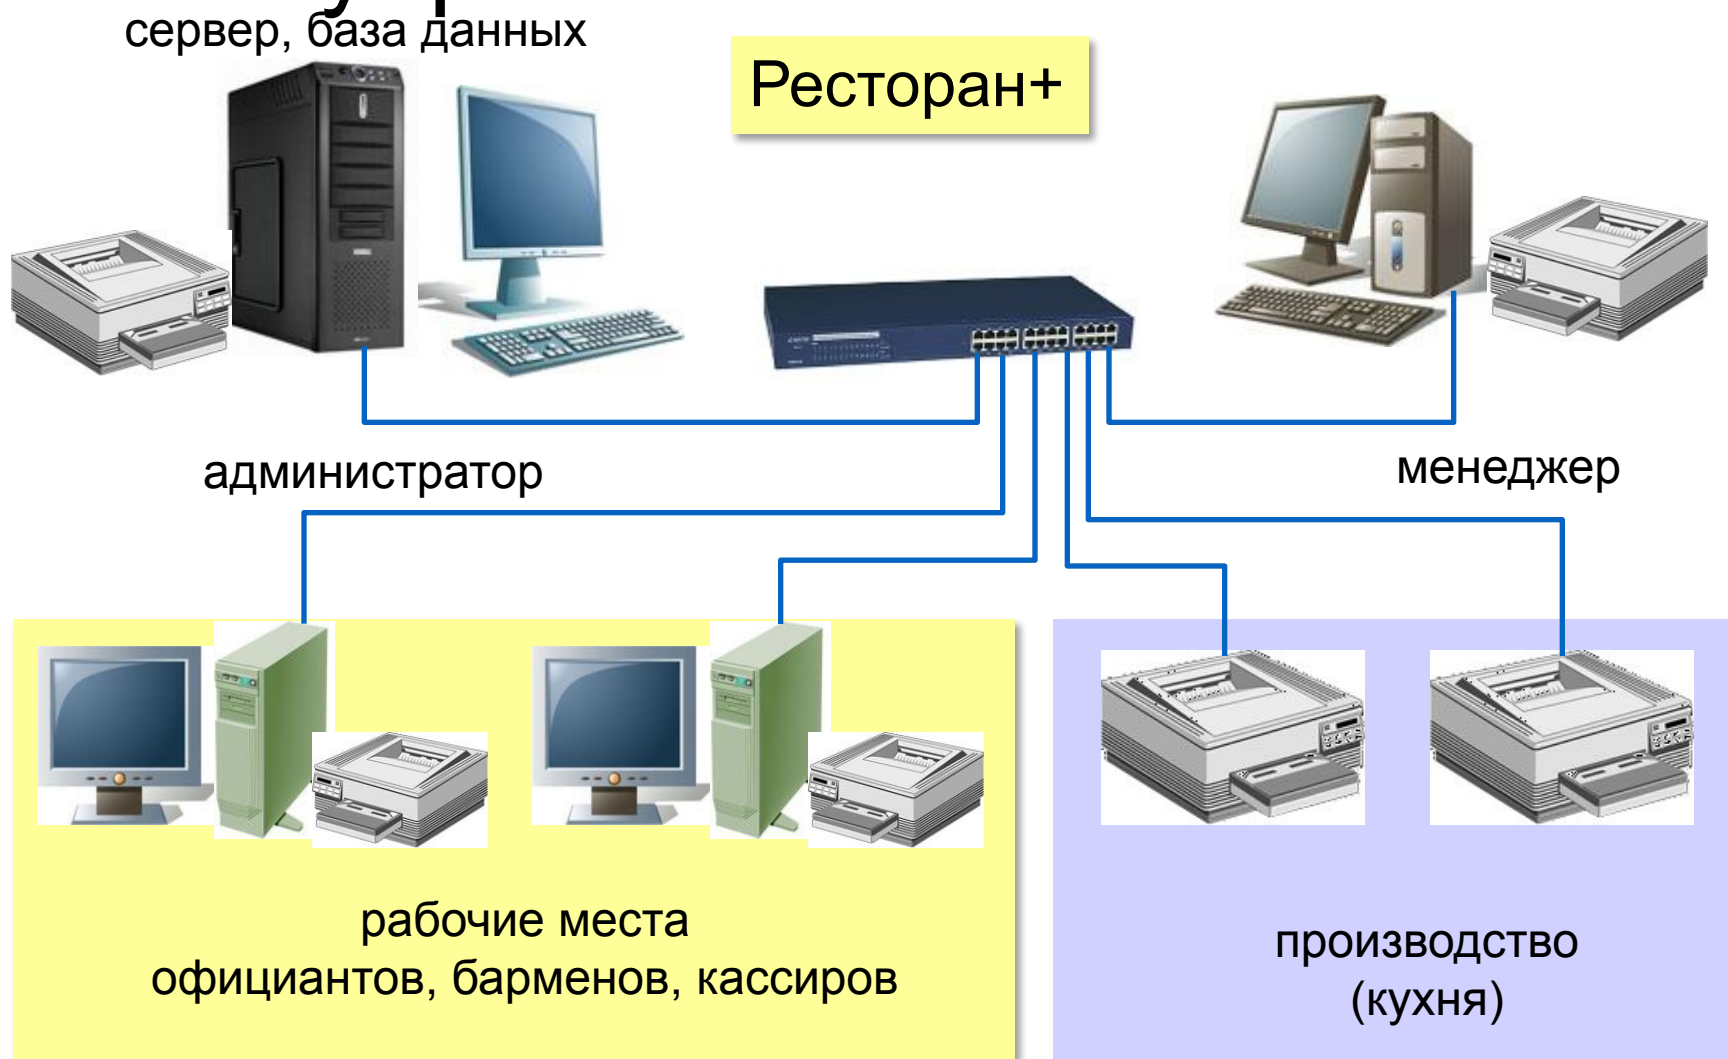 сервер, база данных
Ресторан+
администратор
менеджер
рабочие места
официантов, барменов, кассиров
производство
(кухня)